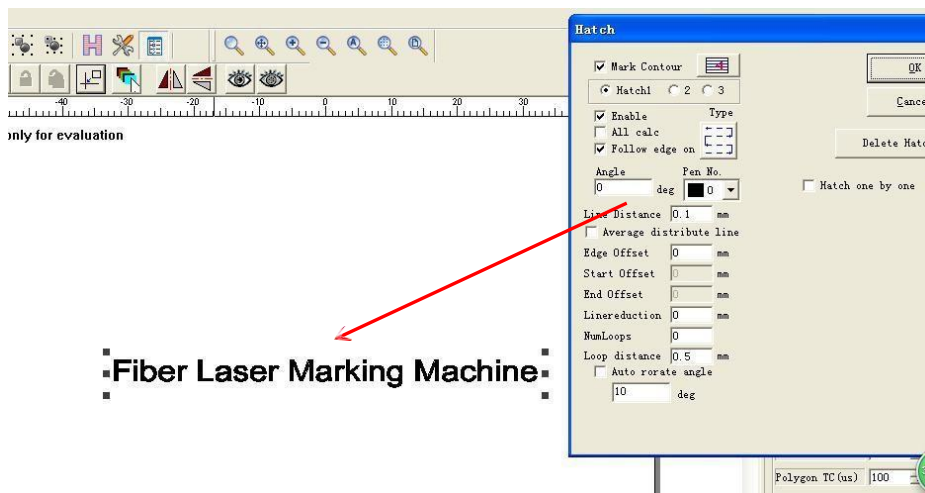 Hatch
Mark Contour
Hatch1 2 3
Enable Type
All calc
Follow edge on
Angle Pen No.
0 deg 0
Line Distance 0.1 mm
Average distribute line
Edge Offset 0 mm
Start Offset 0 mm
End Offset 0 mm
Linereduction 0 mm
NumLoops 0
Loop distance 0.5 mm
Auto rorate angle
10 deg
OK
Cance
Delete Hatc
Hatch one by one
-40 -30 -20 -10 0 10 20 30
only for evaluation
Fiber Laser Marking Machine
Polygon TC(us) 100